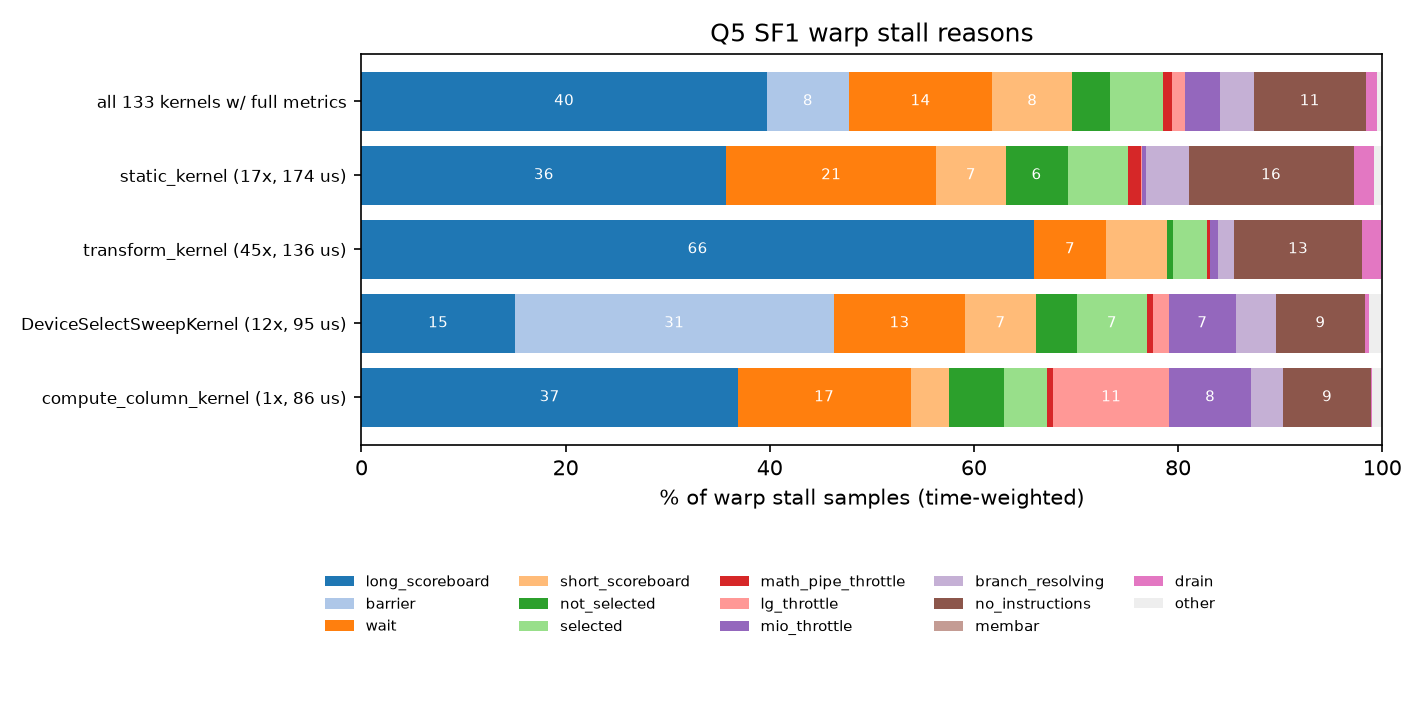 Q5 SF1 warp stall reasons
all 133 kernels w/ full metrics 40 8 14 8 11
static_kernel (17x, 174 us) 36 21 7 6 16
transform_kernel (45x, 136 us) 66 7 13
DeviceSelectSweepKernel (12x, 95 us) 15 31 13 7 7 7 9
compute_column_kernel (1x, 86 us) 37 17 11 8 9
0 20 40 60 80 100
% of warp stall samples (time-weighted)
long_scoreboard short_scoreboard math_pipe_throttle branch_resolving drain
barrier not_selected lg_throttle no_instructions other
wait selected mio_throttle membar